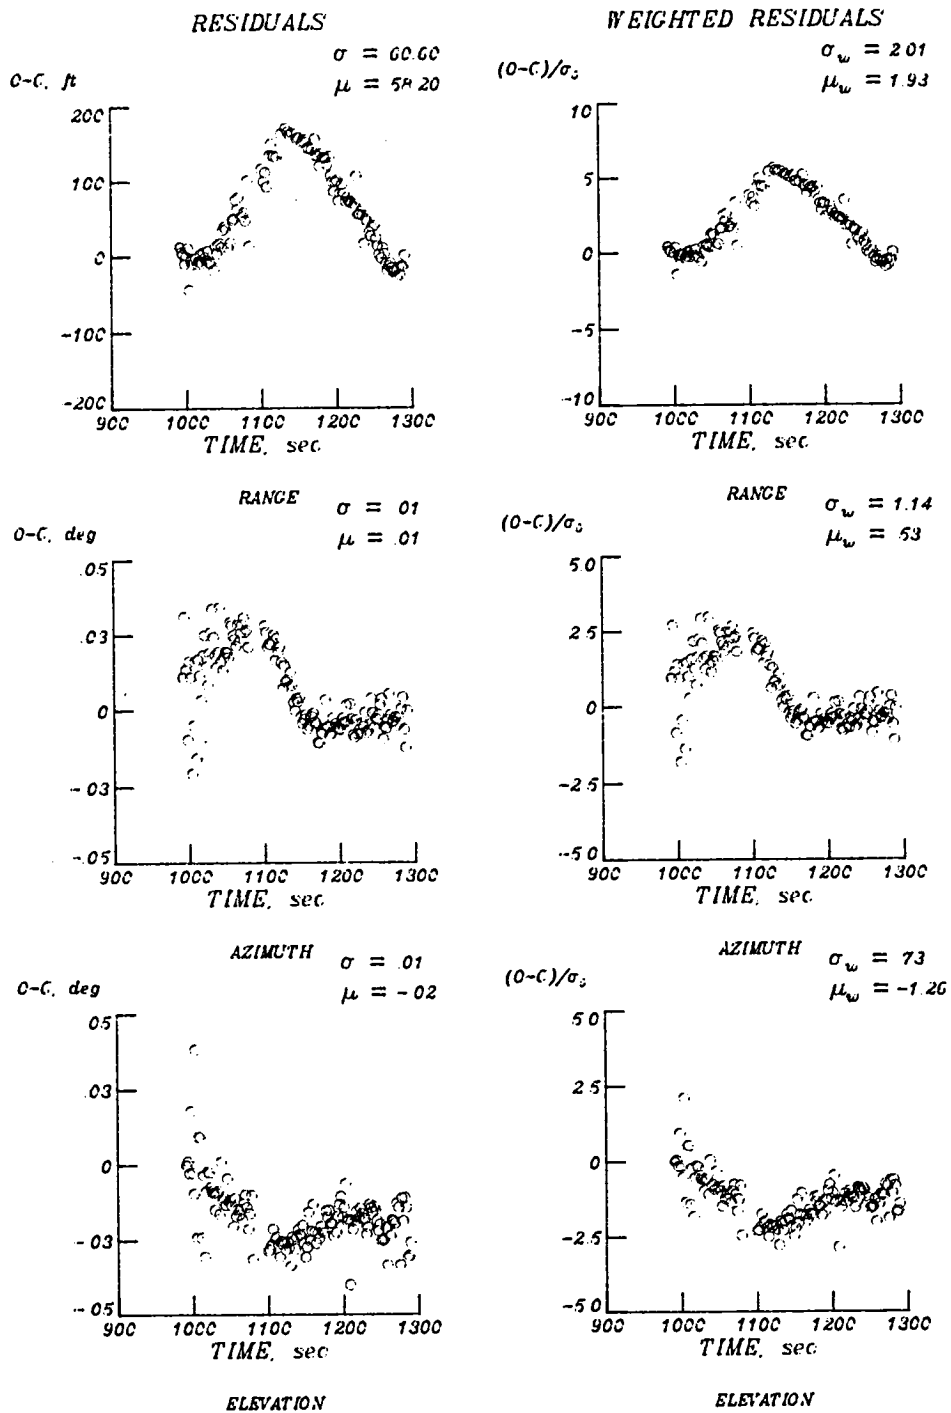 RESIDUALS
WEIGHTED RESIDUALS
σ = 60.60
μ = 58.20
O-C, ft
200
100
0
-100
-200
900 1000 1100 1200 1300
TIME, sec
RANGE
σw = 2.01
μw = 1.93
(O-C)/σ
10
5
0
-5
-10
900 1000 1100 1200 1300
TIME, sec
RANGE
σ = .01
μ = .01
O-C, deg
.05
.03
0
-.03
-.05
900 1000 1100 1200 1300
TIME, sec
AZIMUTH
σw = 1.14
μw = .53
(O-C)/σ
5.0
2.5
0
-2.5
-5.0
900 1000 1100 1200 1300
TIME, sec
AZIMUTH
σ = .01
μ = -.02
O-C, deg
.05
.03
0
-.03
-.05
900 1000 1100 1200 1300
TIME, sec
ELEVATION
σw = .73
μw = -1.26
(O-C)/σ
5.0
2.5
0
-2.5
-5.0
900 1000 1100 1200 1300
TIME, sec
ELEVATION